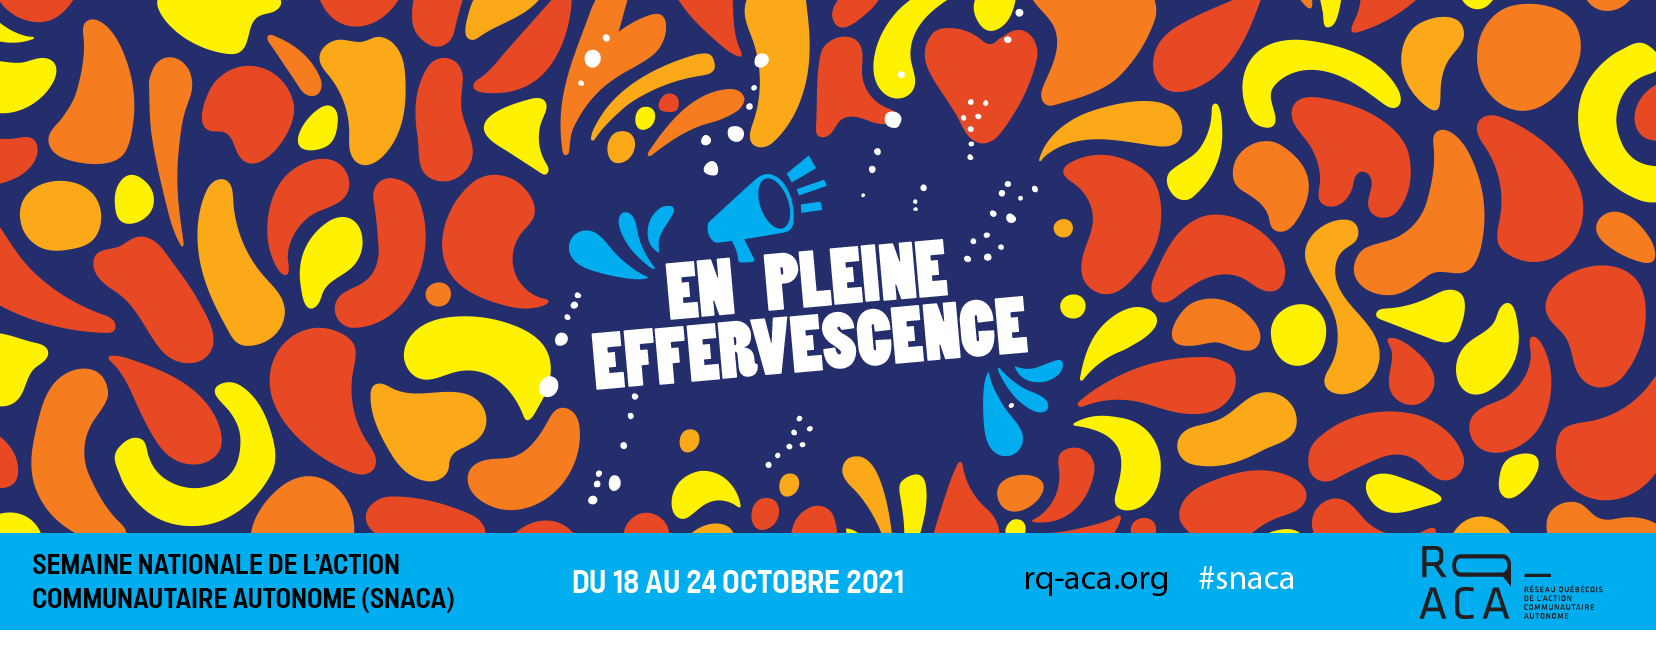 EN PLEINE
EFFERVESCENCE
SEMAINE NATIONALE DE L'ACTION
COMMUNAUTAIRE AUTONOME (SNACA)
DU 18 AU 24 OCTOBRE 2021
rq-aca.org
#snaca
RQ_
ACA
RÉSEAU QUÉBÉCOIS
DE L'ACTION
COMMUNAUTAIRE
AUTONOME